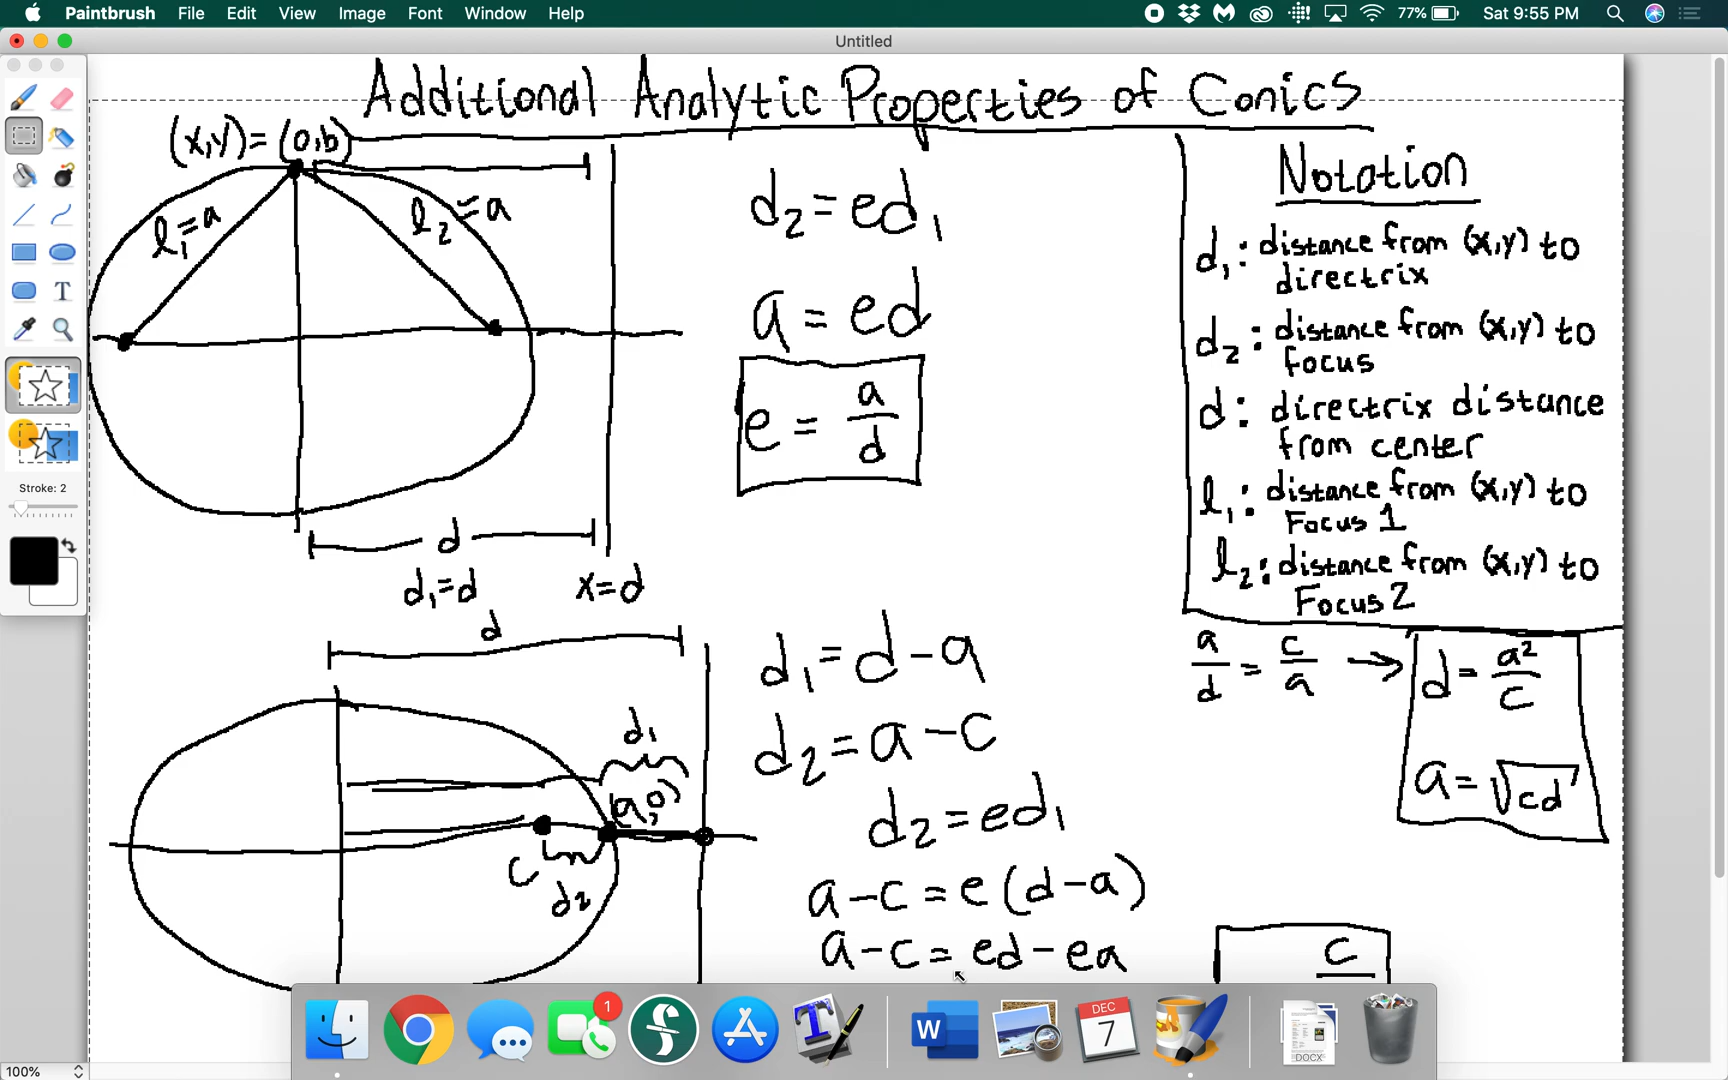 Paintbrush File Edit View Image Font Window Help 77% Sat 9:55 PM
Untitled
Additional Analytic Properties of Conics
(x,y)=(0,b)
l₁=a
l₂=a
d
d₁=d
x=d
d₂=ed₁
a=ed
e=a/d
Notation
d₁: distance from (x,y) to
directrix
d₂: distance from (x,y) to
focus
d: directrix distance
from center
l₁: distance from (x,y) to
Focus 1
l₂: distance from (x,y) to
Focus 2
a/d = c/a → d=a²/c
a=√cd
d
d₁
(a,0)
c
d₂
d₁=d-a
d₂=a-c
d₂=ed₁
a-c=e(d-a)
a-c=ed-ea
c
Stroke: 2
T
1
T
W
DEC
7
DOCX
100%